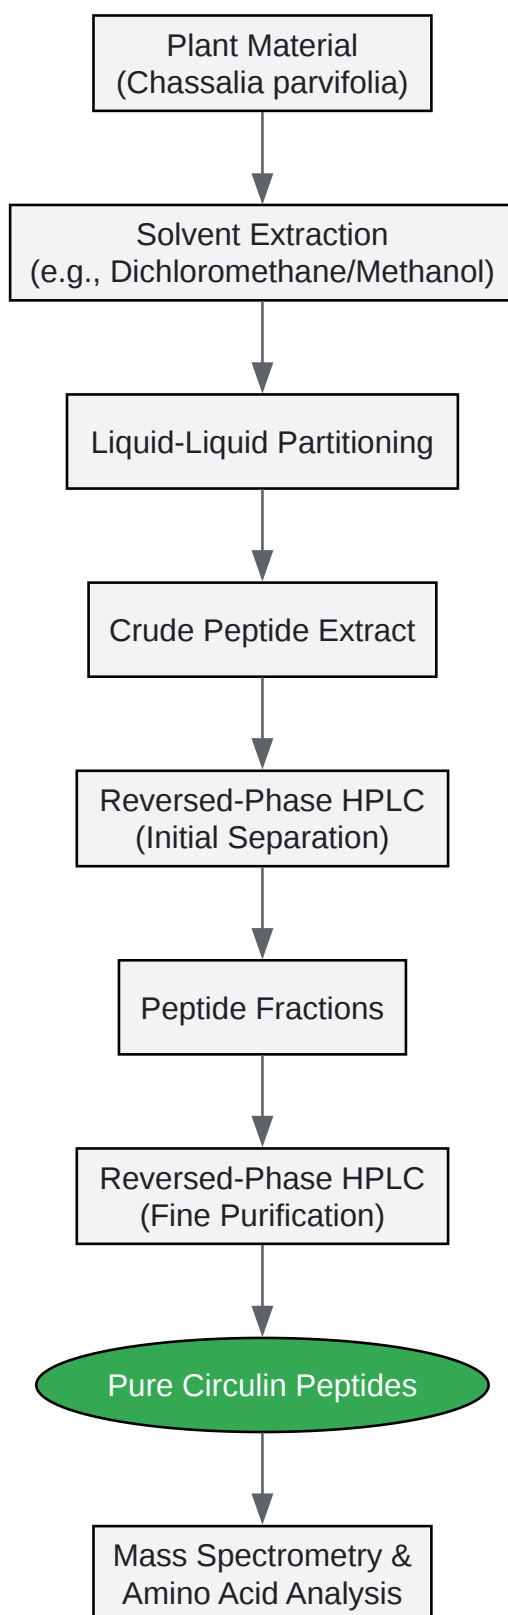 Plant Material
(Chassalia parvifolia)
Solvent Extraction
(e.g., Dichloromethane/Methanol)
Liquid-Liquid Partitioning
Crude Peptide Extract
Reversed-Phase HPLC
(Initial Separation)
Peptide Fractions
Reversed-Phase HPLC
(Fine Purification)
Pure Circulin Peptides
Mass Spectrometry &
Amino Acid Analysis